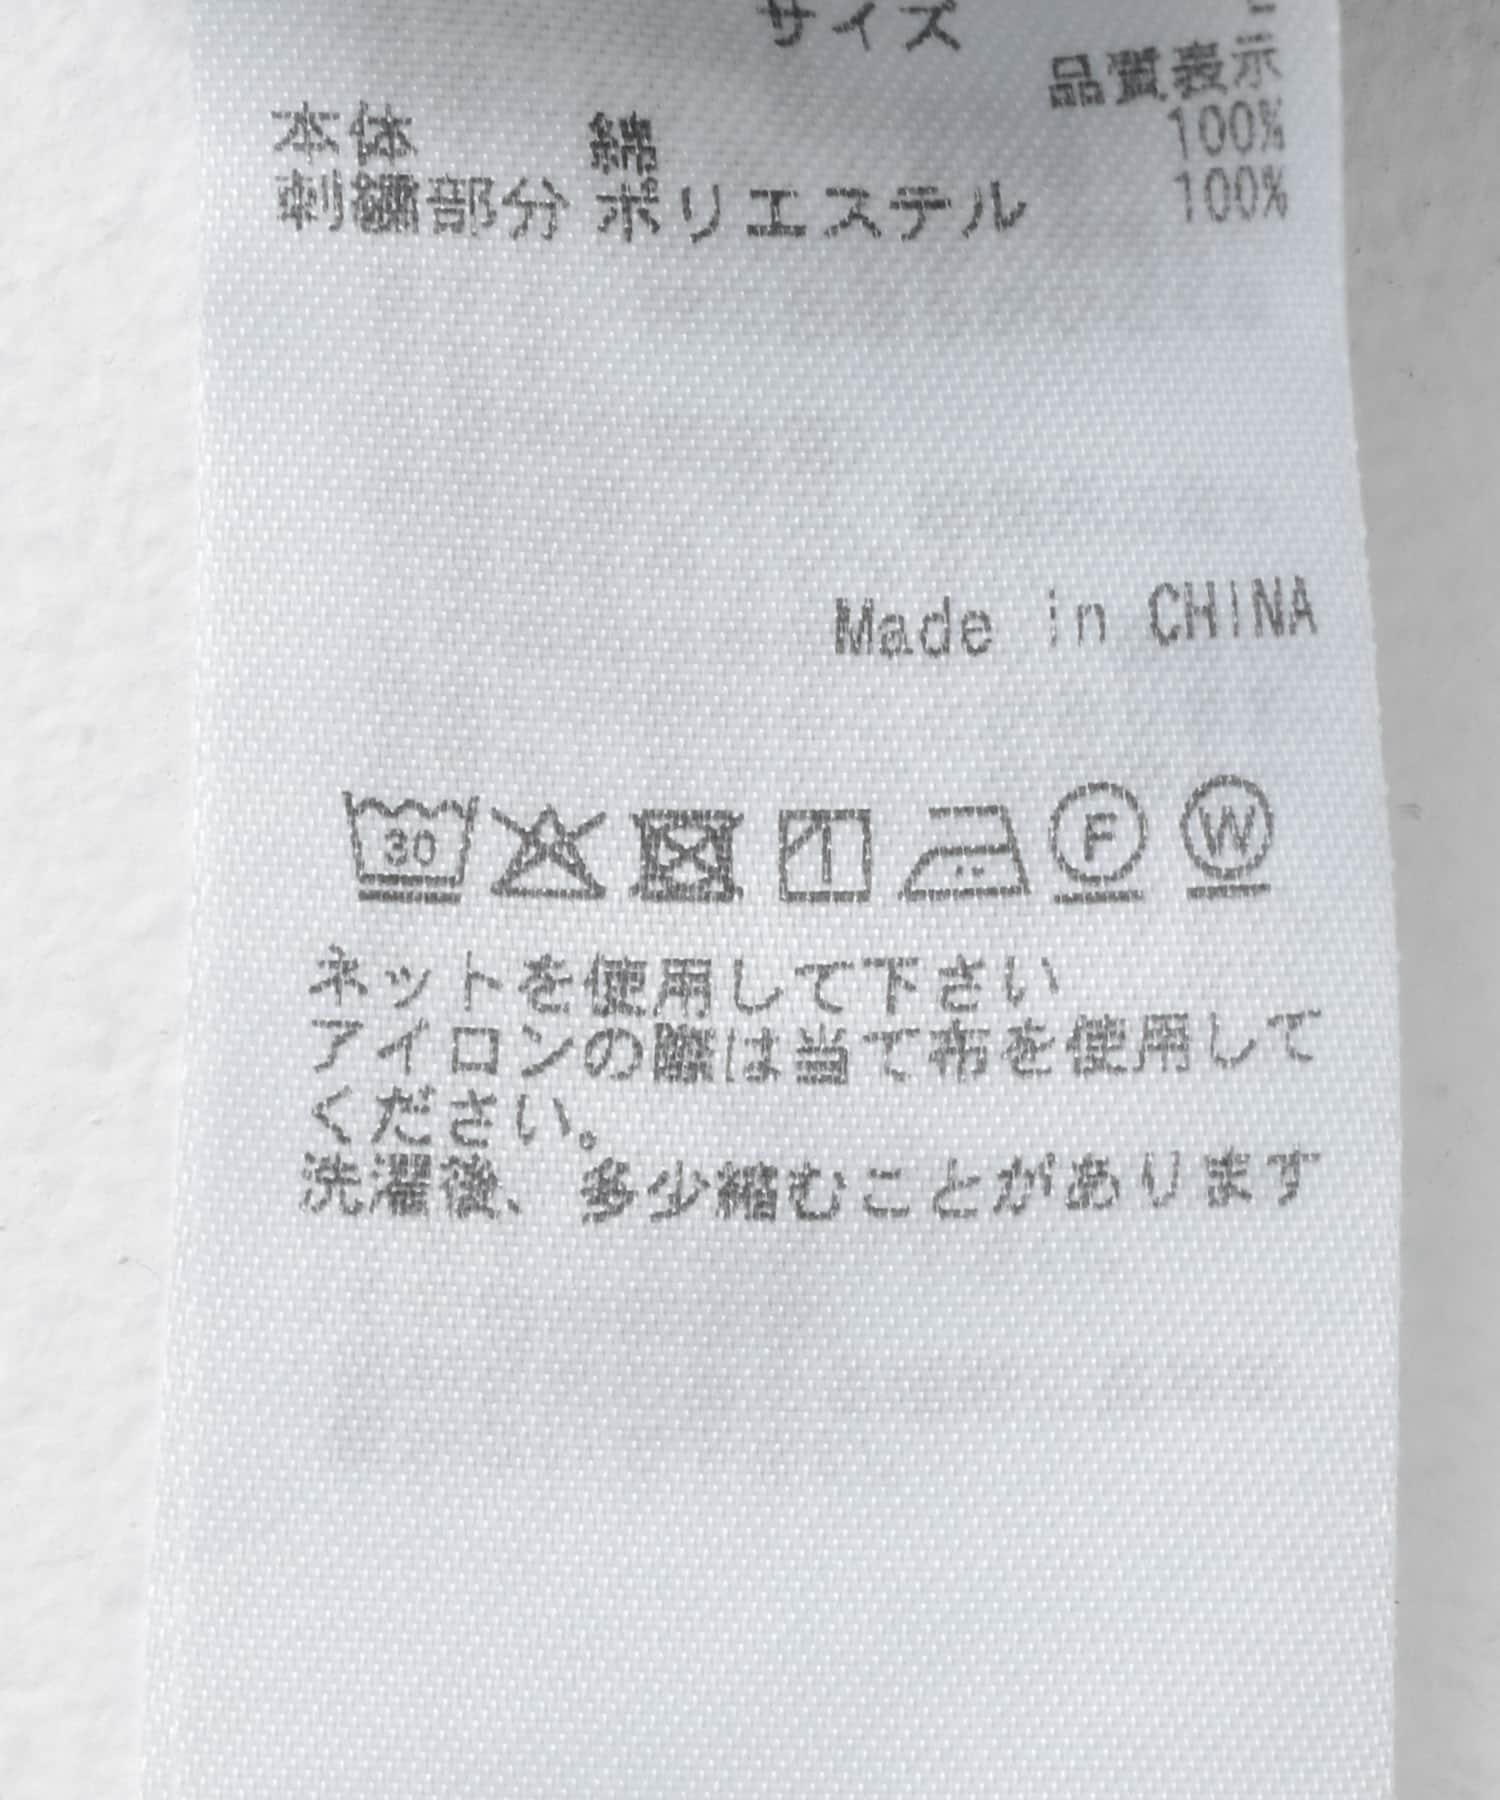 サイズ
品質表示
本体 綿 100%
刺繍部分 ポリエステル 100%
Made in CHINA
30 F W
ネットを使用して下さい
アイロンの際は当て布を使用して
ください。
洗濯後、多少縮むことがあります